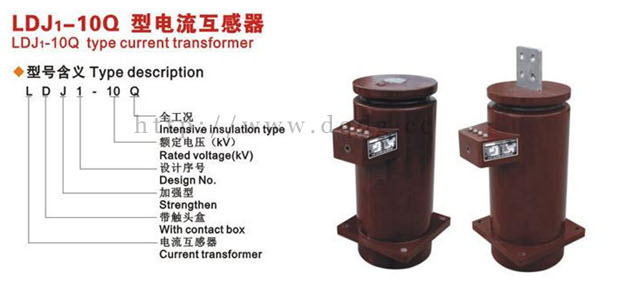 LDJ1-10Q 型电流互感器
LDJ1-10Q type current transformer
◆型号含义 Type description
L D J 1 - 10 Q
全工况
Intensive insulation type
额定电压（kV）
Rated voltage(kV)
设计序号
Design No.
加强型
Strengthen
带触头盒
With contact box
电流互感器
Current transformer